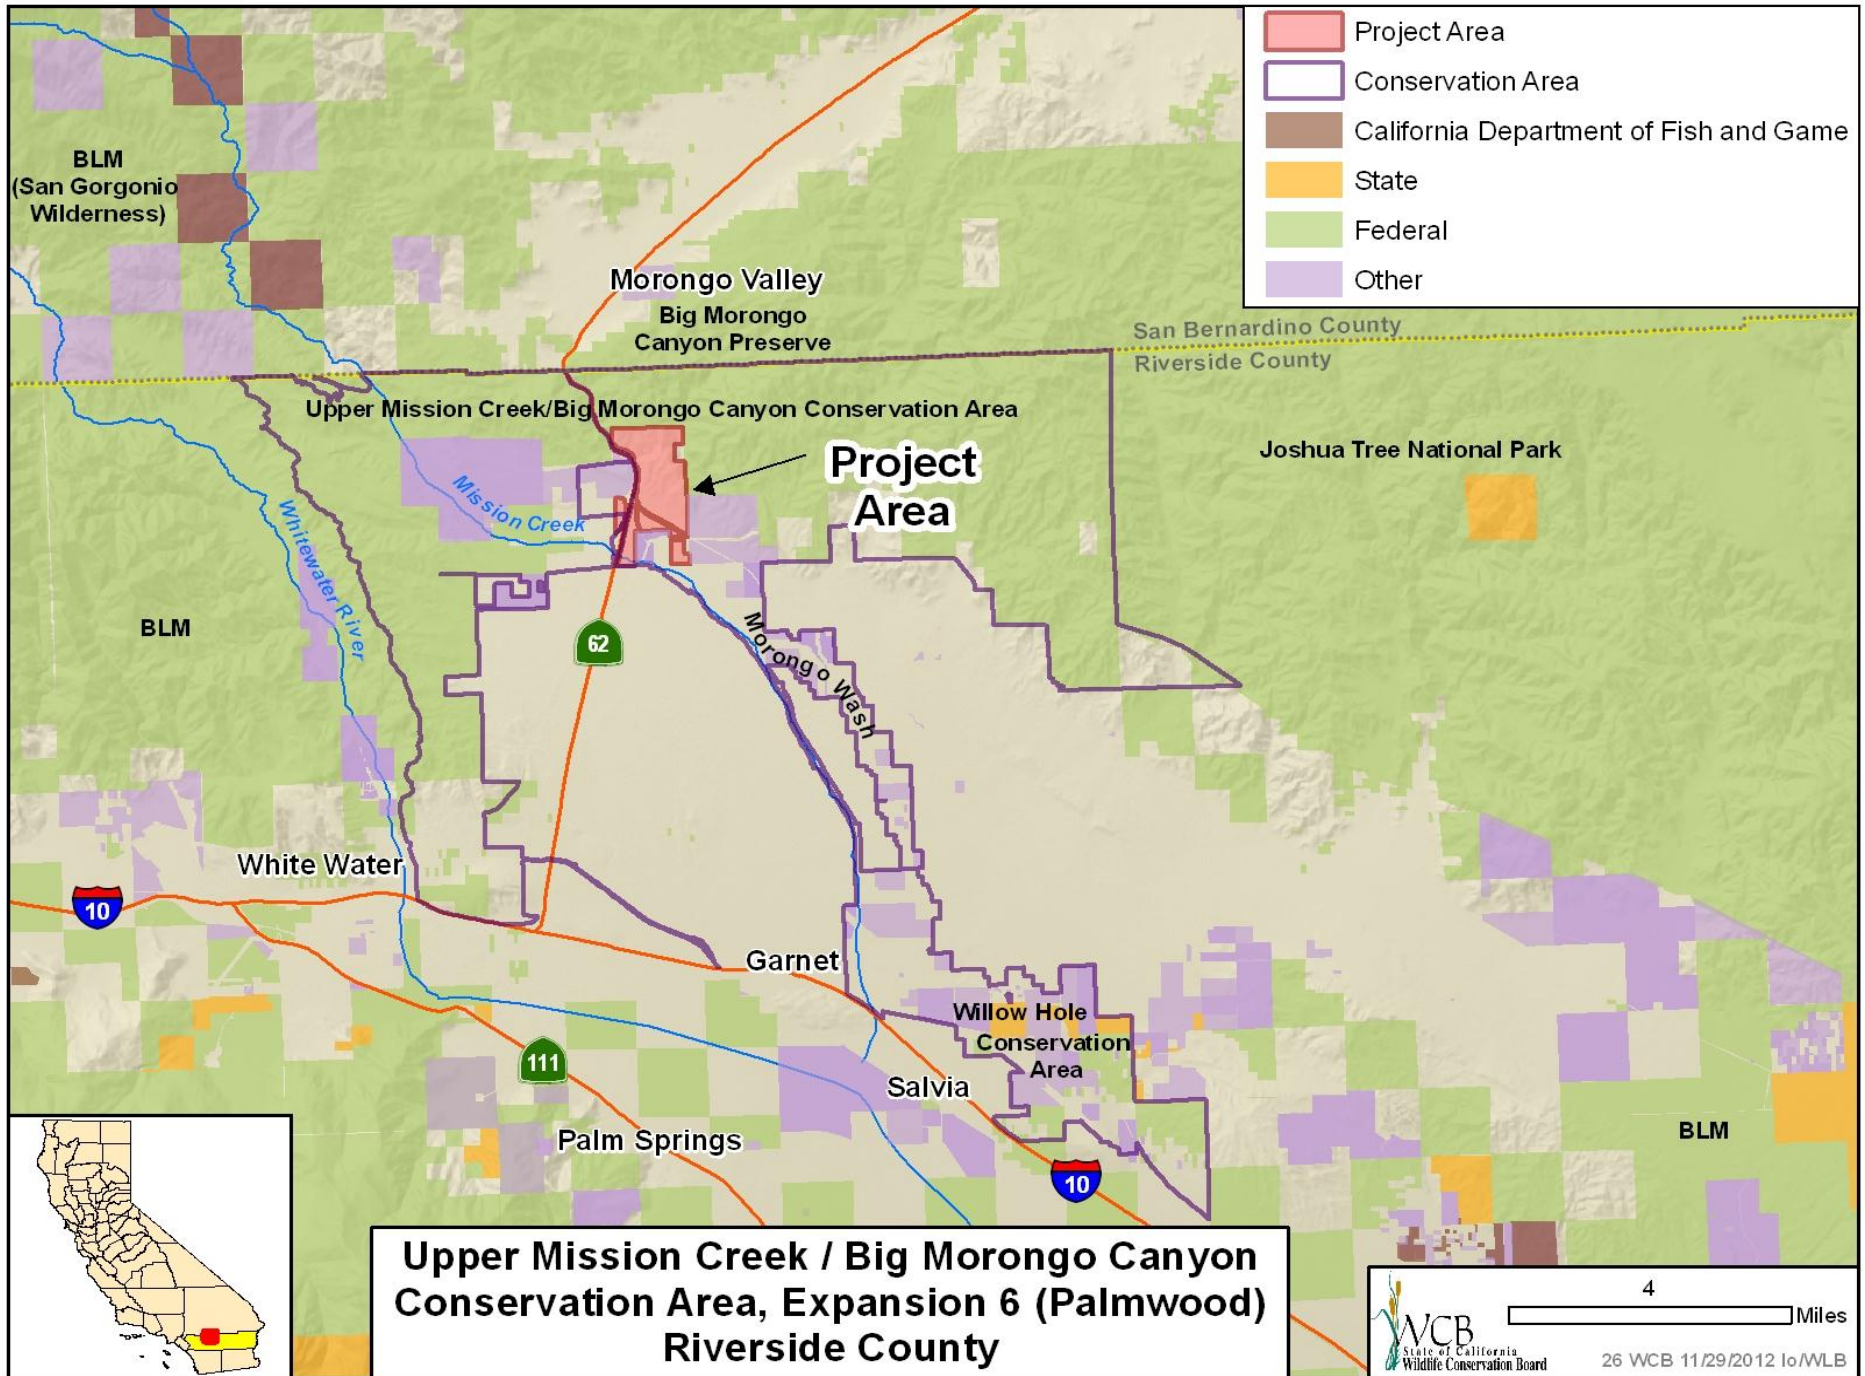 Project Area
Conservation Area
California Department of Fish and Game
State
Federal
Other
BLM
(San Gorgonio
Wilderness)
Morongo Valley
Big Morongo
Canyon Preserve
San Bernardino County
Riverside County
Upper Mission Creek/Big Morongo Canyon Conservation Area
Joshua Tree National Park
Project
Area
Mission Creek
Whitewater River
BLM
62
Morongo Wash
White Water
10
Garnet
Willow Hole
Conservation
Area
111
Salvia
Palm Springs
10
BLM
Upper Mission Creek / Big Morongo Canyon
Conservation Area, Expansion 6 (Palmwood)
Riverside County
4
Miles
WCB
State of California
Wildlife Conservation Board
26 WCB 11/29/2012 lo/WLB